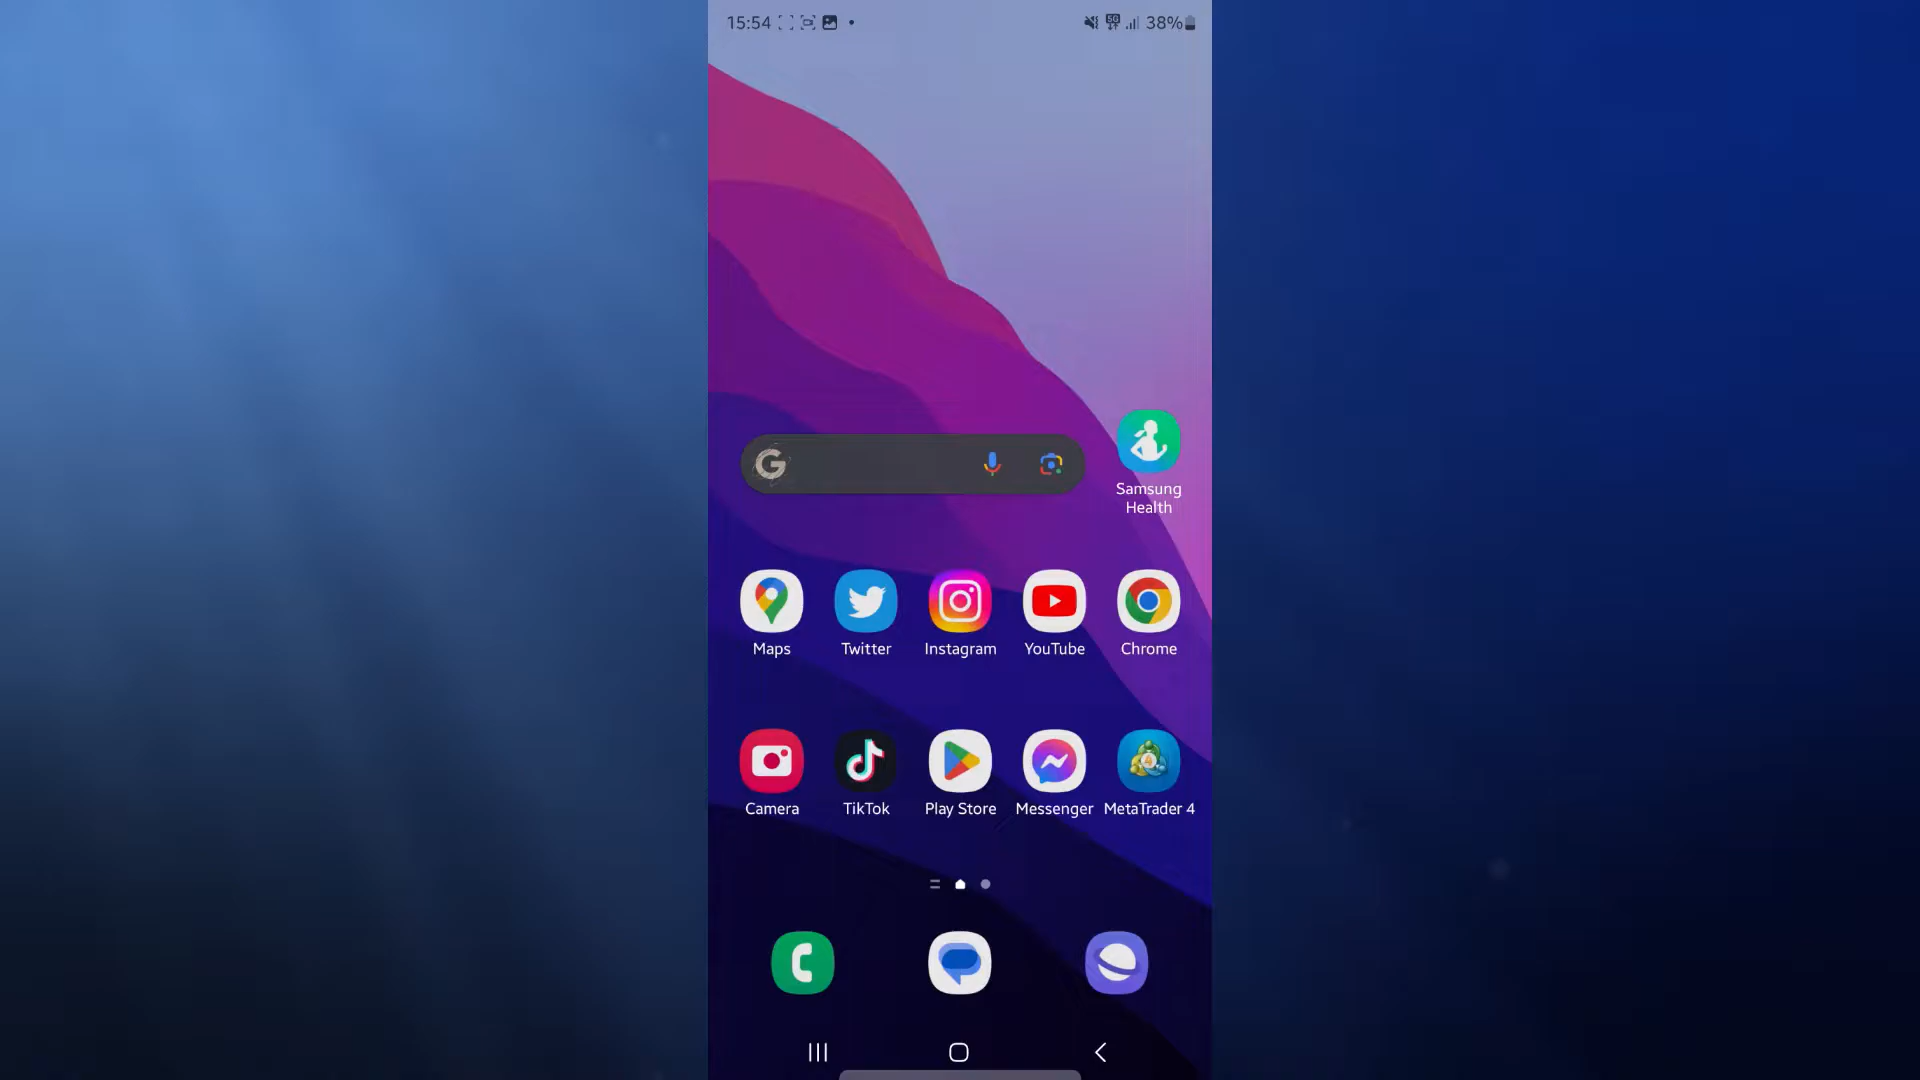 15:54
38%
Samsung
Health
Maps
Twitter
Instagram
YouTube
Chrome
Camera
TikTok
Play Store
Messenger
MetaTrader 4